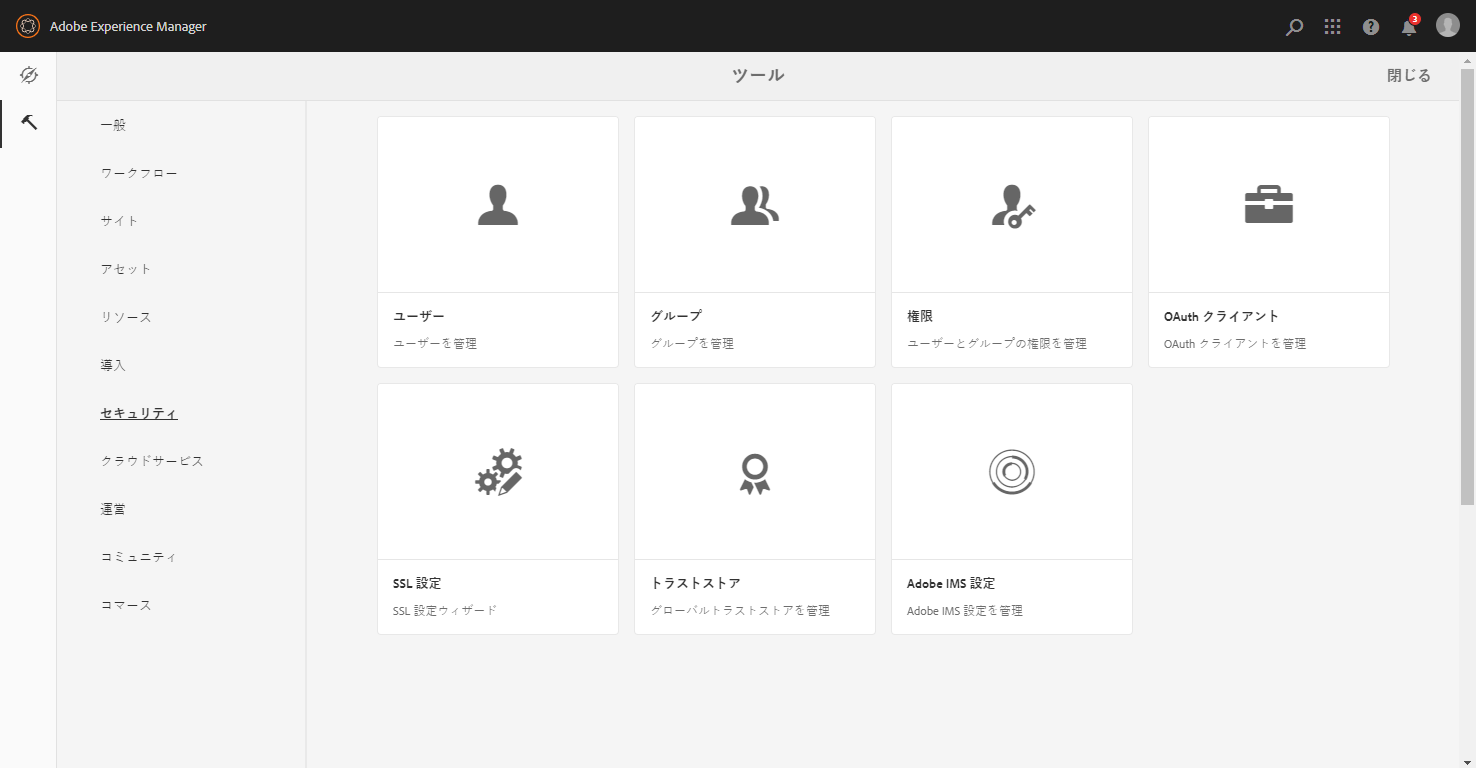 Adobe Experience Manager
3
ツール
閉じる
一般
ワークフロー
サイト
アセット
リソース
導入
セキュリティ
クラウドサービス
運営
コミュニティ
コマース
ユーザー
ユーザーを管理
グループ
グループを管理
権限
ユーザーとグループの権限を管理
OAuth クライアント
OAuth クライアントを管理
SSL 設定
SSL 設定ウィザード
トラストストア
グローバルトラストストアを管理
Adobe IMS 設定
Adobe IMS 設定を管理